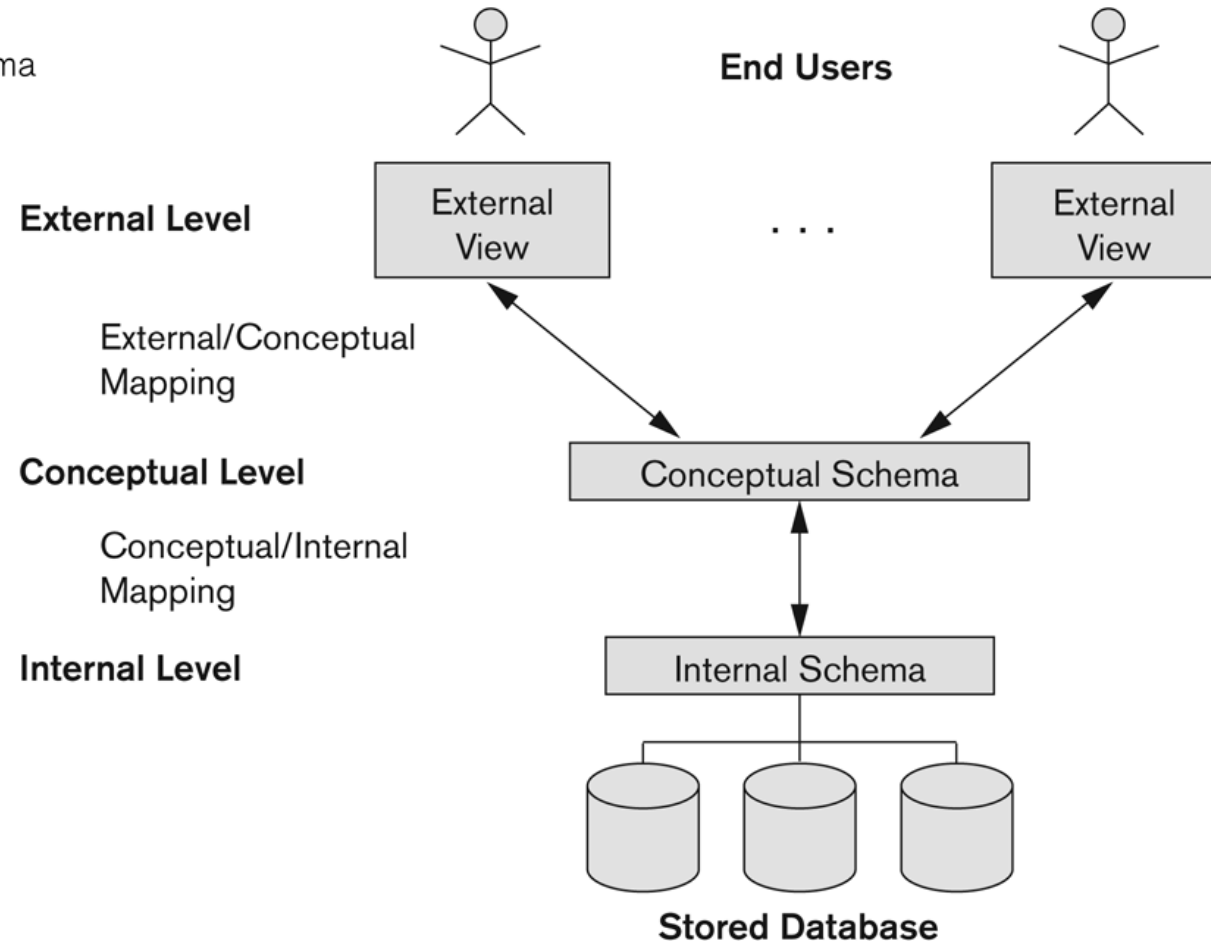 ma
End Users
External
View
External Level
. . .
External
View
External/Conceptual
Mapping
Conceptual Level
Conceptual Schema
Conceptual/Internal
Mapping
Internal Level
Internal Schema
Stored Database